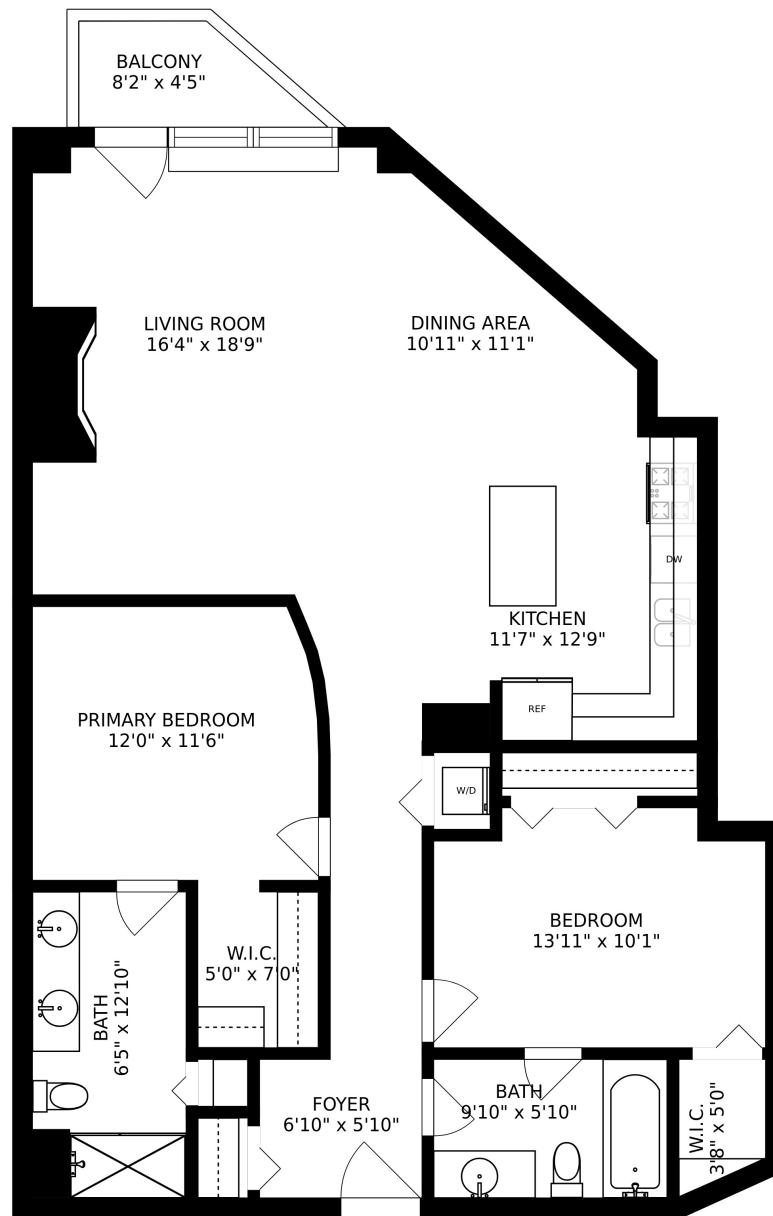 BALCONY
8'2" x 4'5"
LIVING ROOM
16'4" x 18'9"
DINING AREA
10'11" x 11'1"
DW
KITCHEN
11'7" x 12'9"
REF
PRIMARY BEDROOM
12'0" x 11'6"
W/D
BEDROOM
13'11" x 10'1"
W.I.C.
5'0" x 7'0"
BATH
6'5" x 12'10"
FOYER
6'10" x 5'10"
BATH
9'10" x 5'10"
W.I.C.
3'8" x 5'0"